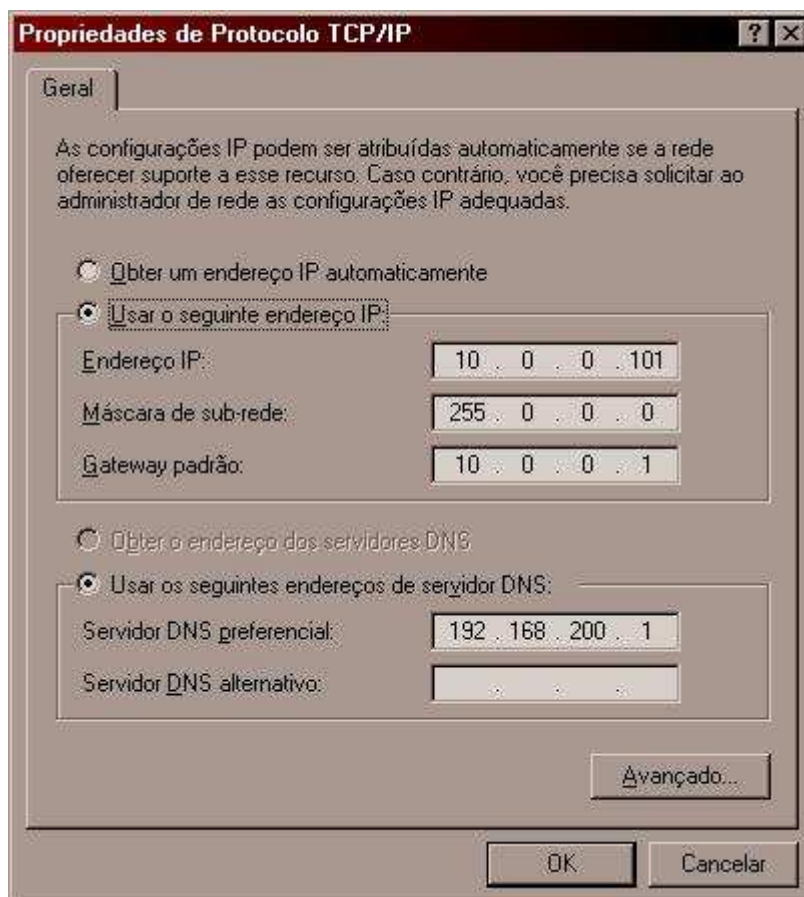 Propriedades de Protocolo TCP/IP
Geral
As configurações IP podem ser atribuídas automaticamente se a rede
oferecer suporte a esse recurso. Caso contrário, você precisa solicitar ao
administrador de rede as configurações IP adequadas.
Obter um endereço IP automaticamente
Usar o seguinte endereço IP:
Endereço IP: 10 . 0 . 0 . 101
Máscara de sub-rede: 255 . 0 . 0 . 0
Gateway padrão: 10 . 0 . 0 . 1
Obter o endereço dos servidores DNS
Usar os seguintes endereços de servidor DNS:
Servidor DNS preferencial: 192 . 168 . 200 . 1
Servidor DNS alternativo: . . .
Avançado...
OK Cancelar